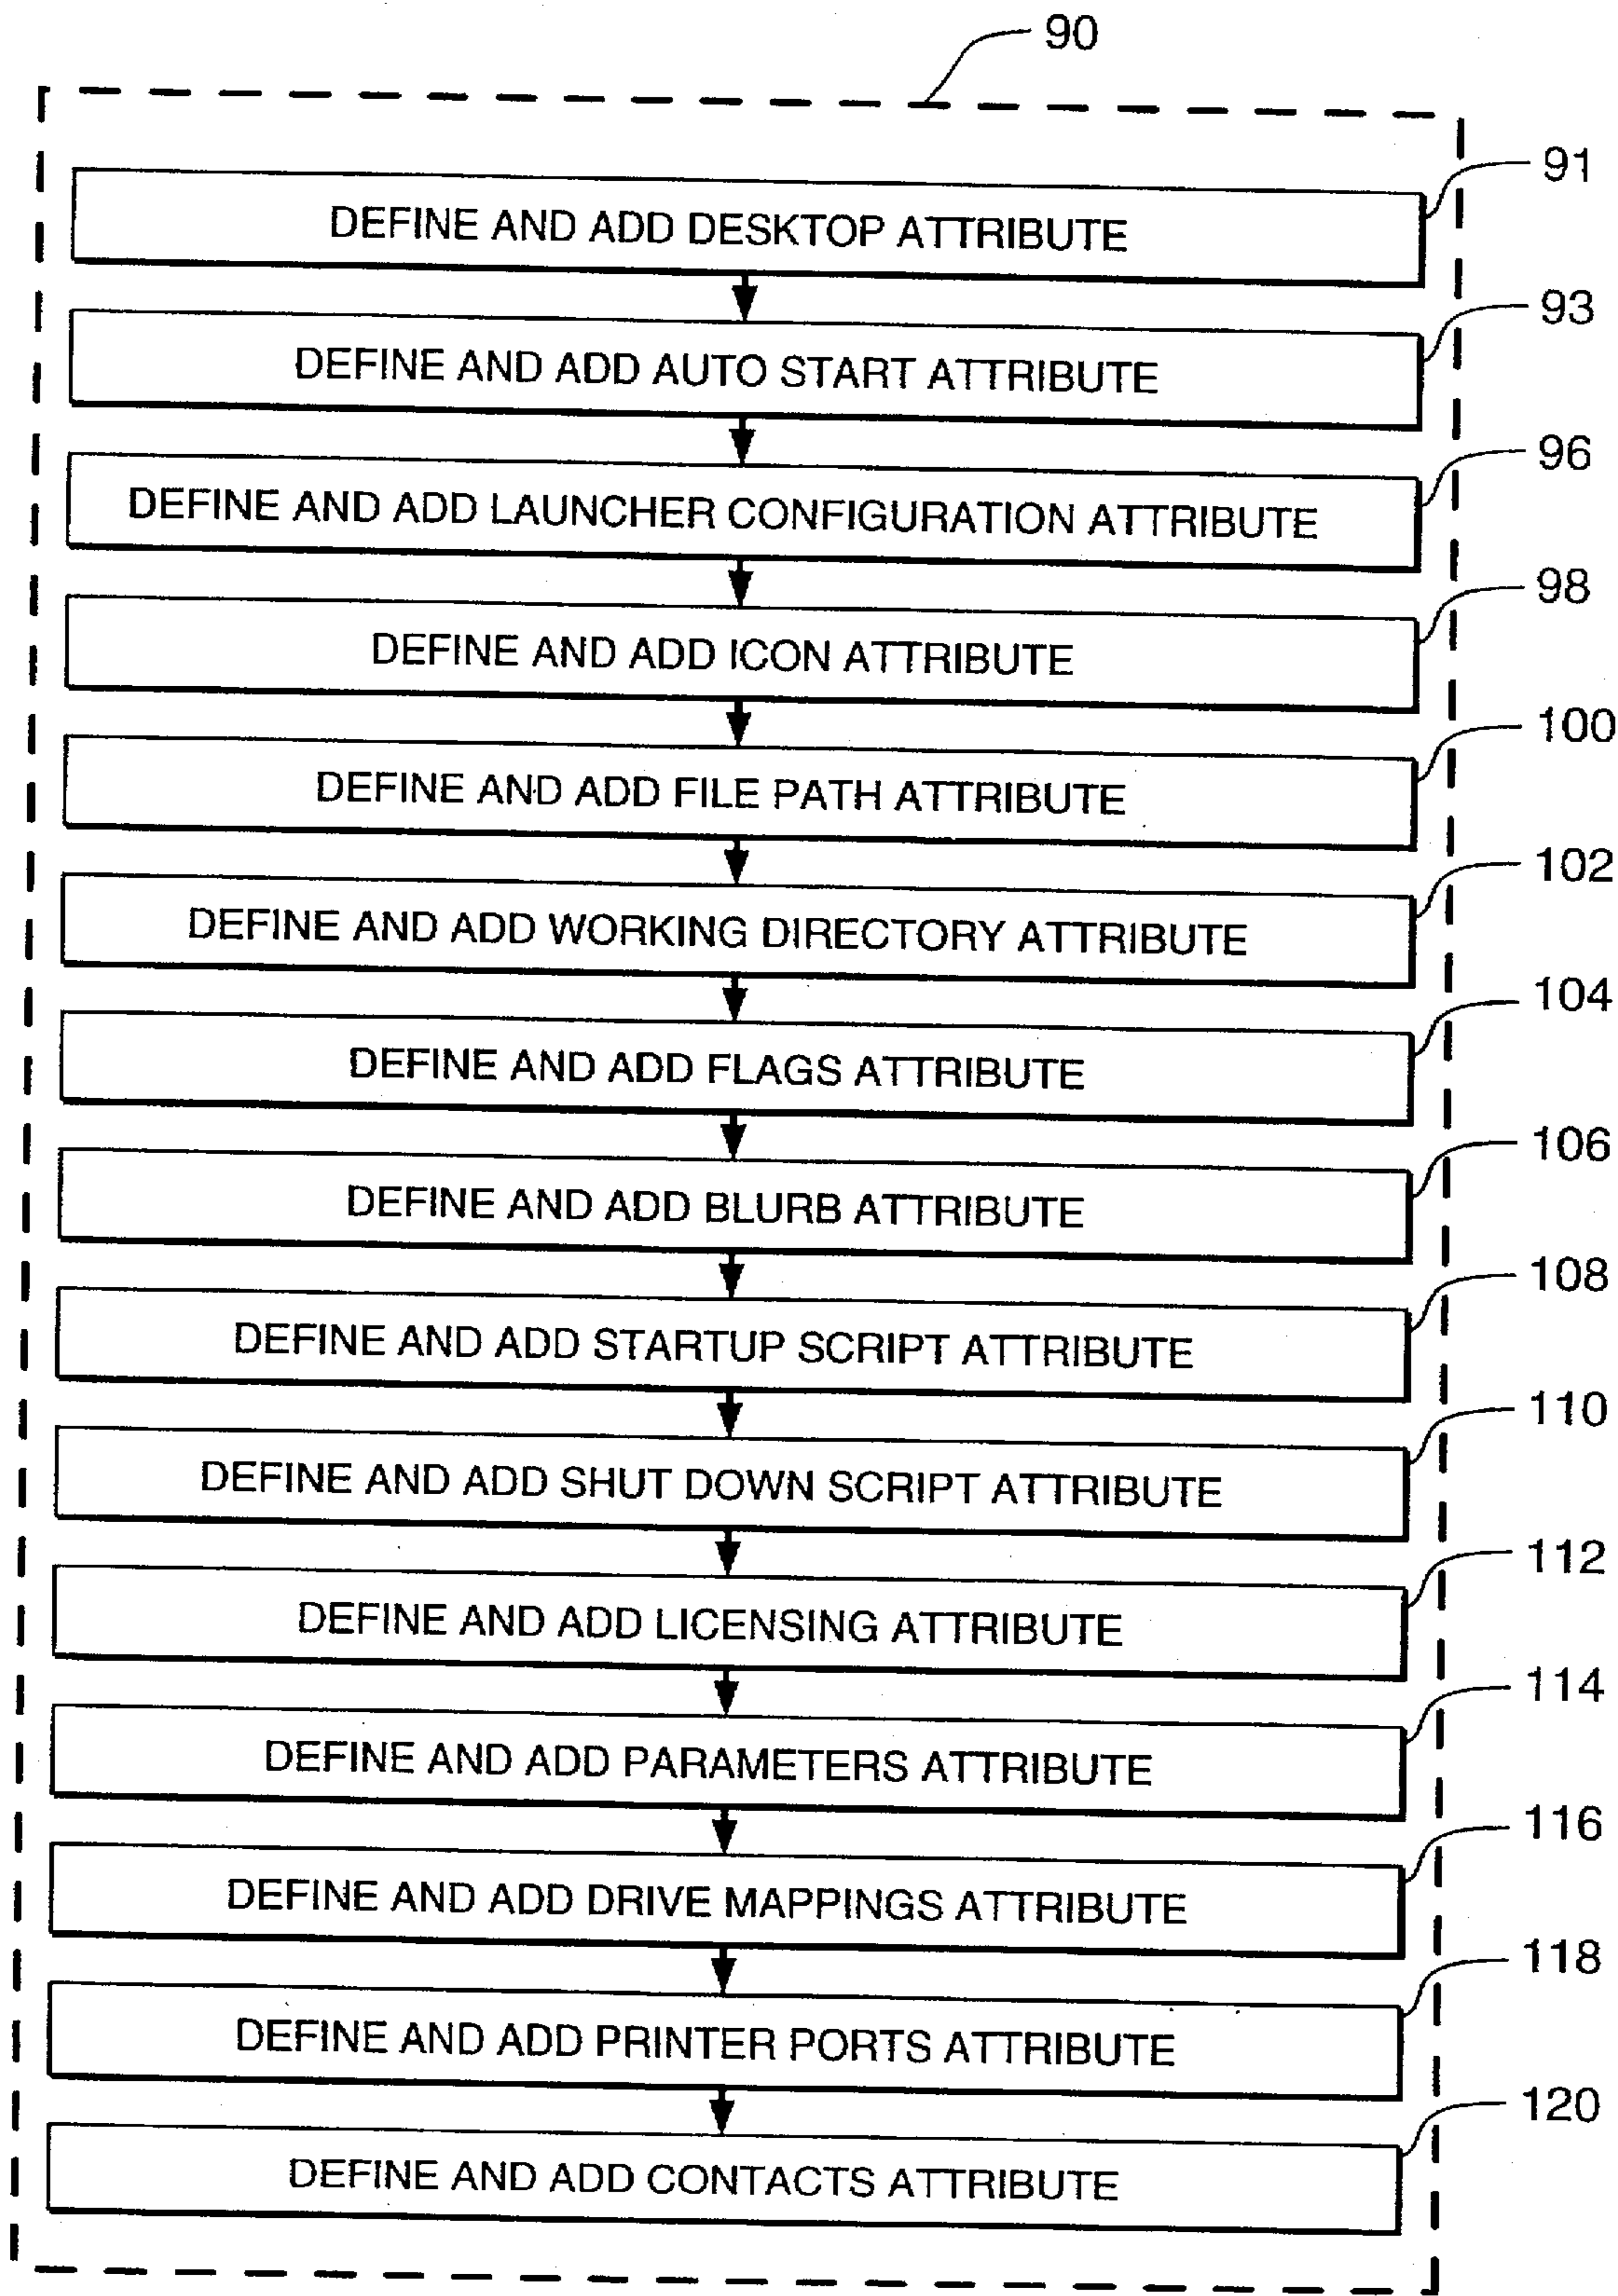 90
DEFINE AND ADD DESKTOP ATTRIBUTE
91
DEFINE AND ADD AUTO START ATTRIBUTE
93
DEFINE AND ADD LAUNCHER CONFIGURATION ATTRIBUTE
96
DEFINE AND ADD ICON ATTRIBUTE
98
DEFINE AND ADD FILE PATH ATTRIBUTE
100
DEFINE AND ADD WORKING DIRECTORY ATTRIBUTE
102
DEFINE AND ADD FLAGS ATTRIBUTE
104
DEFINE AND ADD BLURB ATTRIBUTE
106
DEFINE AND ADD STARTUP SCRIPT ATTRIBUTE
108
DEFINE AND ADD SHUT DOWN SCRIPT ATTRIBUTE
110
DEFINE AND ADD LICENSING ATTRIBUTE
112
DEFINE AND ADD PARAMETERS ATTRIBUTE
114
DEFINE AND ADD DRIVE MAPPINGS ATTRIBUTE
116
DEFINE AND ADD PRINTER PORTS ATTRIBUTE
118
DEFINE AND ADD CONTACTS ATTRIBUTE
120